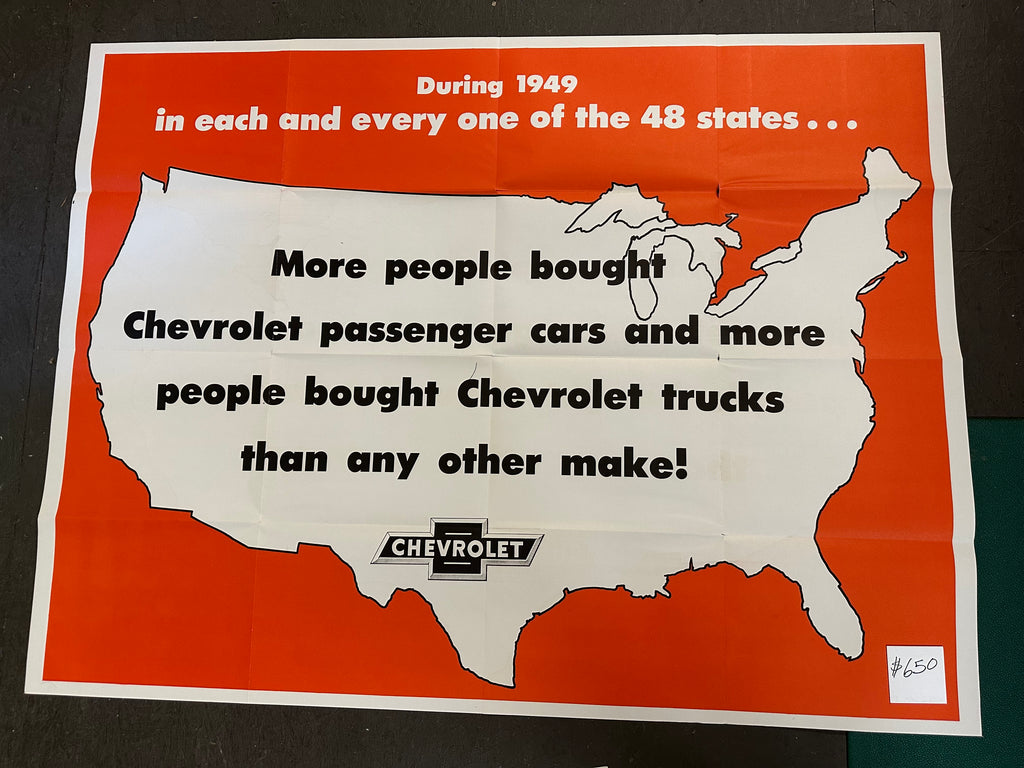 During 1949
in each and every one of the 48 states...
More people bought
Chevrolet passenger cars and more
people bought Chevrolet trucks
than any other make!
CHEVROLET
$650